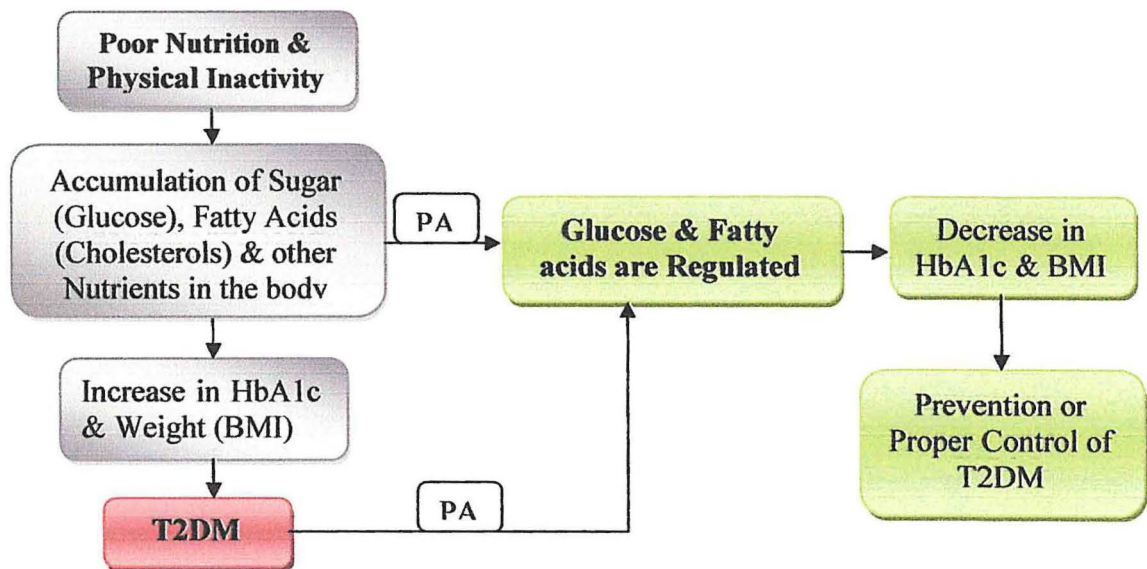 Poor Nutrition &
Physical Inactivity
Accumulation of Sugar
(Glucose), Fatty Acids
(Cholesterols) & other
Nutrients in the body
PA
Glucose & Fatty
acids are Regulated
Decrease in
HbA1c & BMI
Increase in HbA1c
& Weight (BMI)
Prevention or
Proper Control of
T2DM
T2DM
PA